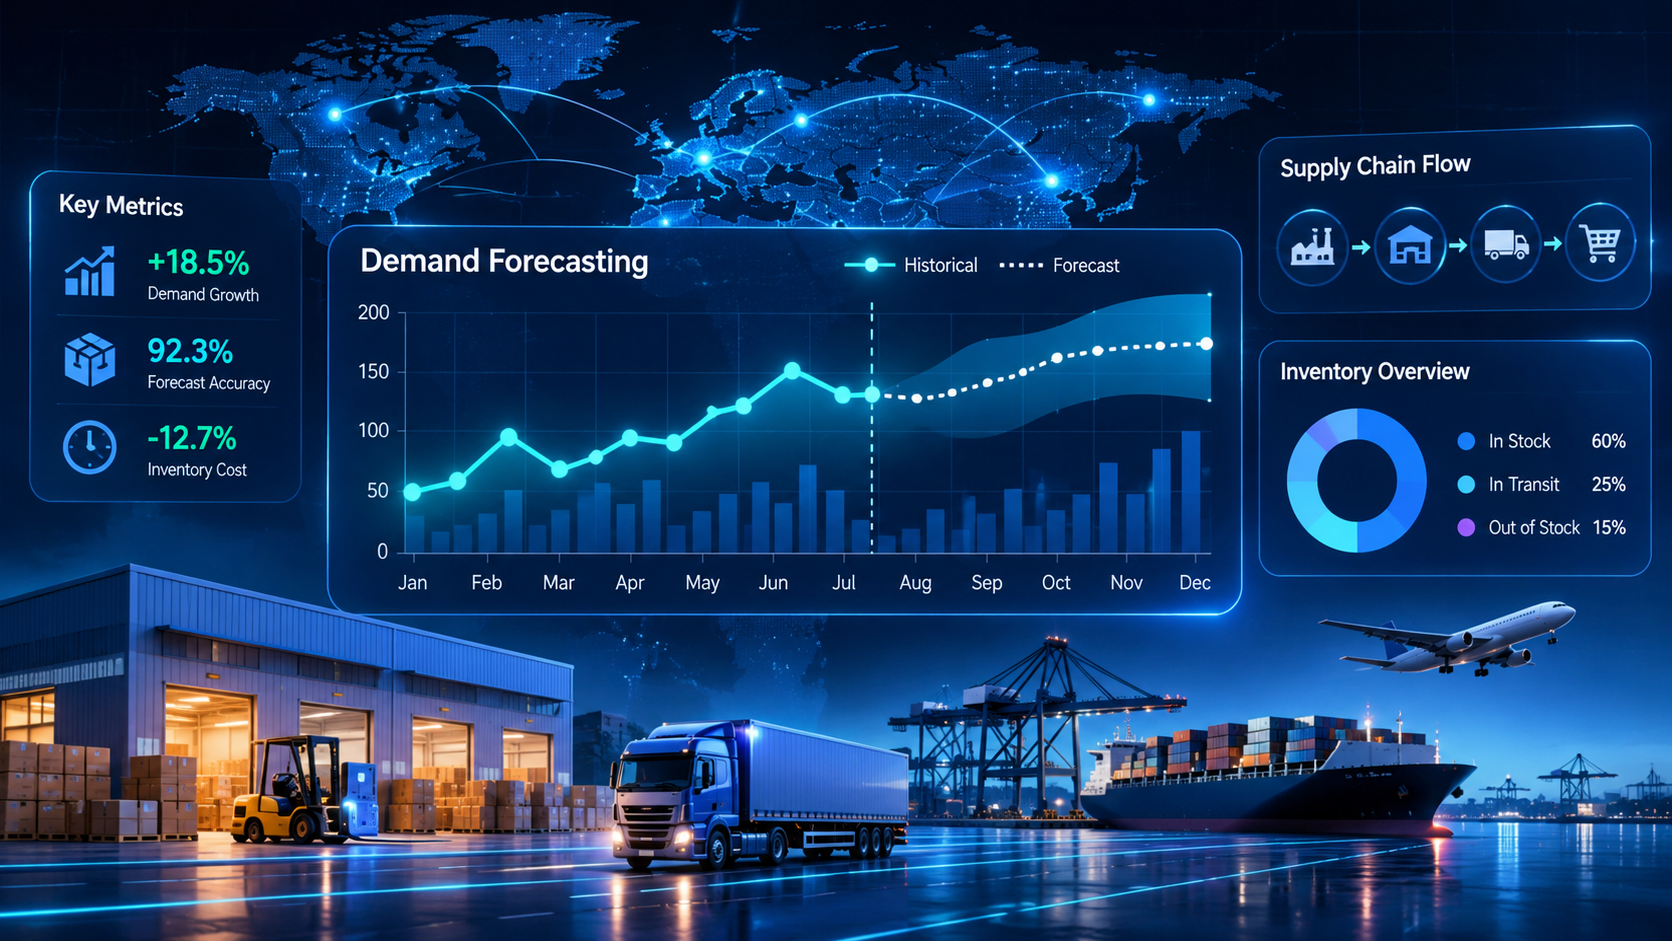 Key Metrics
+18.5%
Demand Growth
92.3%
Forecast Accuracy
-12.7%
Inventory Cost
Demand Forecasting
Historical
Forecast
200
150
100
50
0
Jan Feb Mar Apr May Jun Jul Aug Sep Oct Nov Dec
Supply Chain Flow
Inventory Overview
In Stock 60%
In Transit 25%
Out of Stock 15%